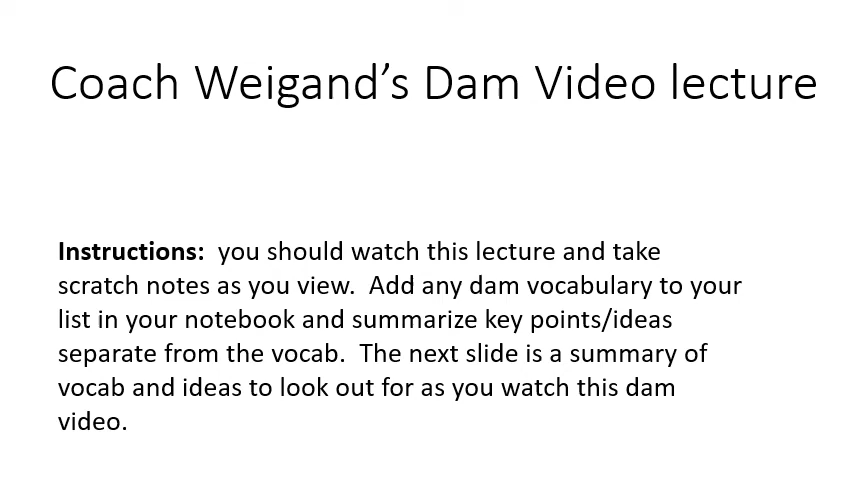 Coach Weigand’s Dam Video lecture
Instructions:  you should watch this lecture and take
scratch notes as you view.  Add any dam vocabulary to your
list in your notebook and summarize key points/ideas
separate from the vocab.  The next slide is a summary of
vocab and ideas to look out for as you watch this dam
video.